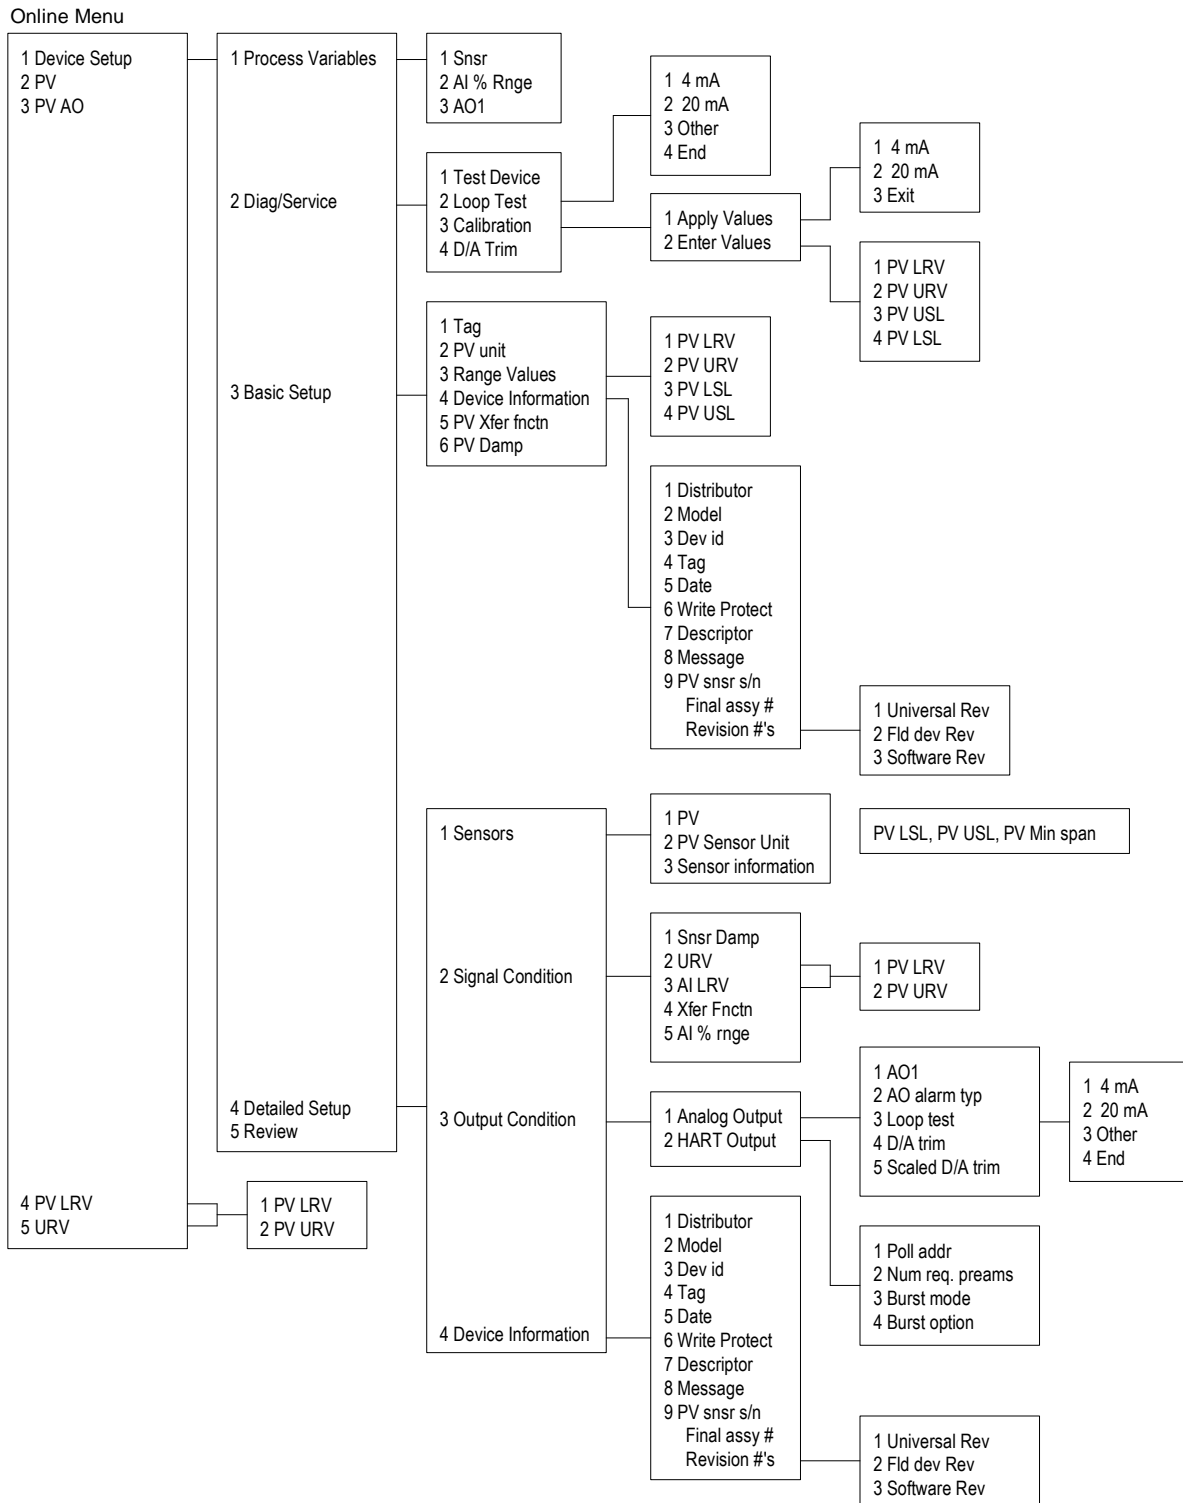 Online Menu
1 Device Setup
2 PV
3 PV AO
4 PV LRV
5 URV
1 PV LRV
2 PV URV
1 Process Variables
2 Diag/Service
3 Basic Setup
4 Detailed Setup
5 Review
1 Snsr
2 AI % Rnge
3 AO1
1 Test Device
2 Loop Test
3 Calibration
4 D/A Trim
1 4 mA
2 20 mA
3 Other
4 End
1 Apply Values
2 Enter Values
1 4 mA
2 20 mA
3 Exit
1 PV LRV
2 PV URV
3 PV USL
4 PV LSL
1 Tag
2 PV unit
3 Range Values
4 Device Information
5 PV Xfer fnctn
6 PV Damp
1 PV LRV
2 PV URV
3 PV LSL
4 PV USL
1 Distributor
2 Model
3 Dev id
4 Tag
5 Date
6 Write Protect
7 Descriptor
8 Message
9 PV snsr s/n
Final assy #
Revision #'s
1 Universal Rev
2 Fld dev Rev
3 Software Rev
1 Sensors
2 Signal Condition
3 Output Condition
4 Device Information
1 PV
2 PV Sensor Unit
3 Sensor information
PV LSL, PV USL, PV Min span
1 Snsr Damp
2 URV
3 AI LRV
4 Xfer Fnctn
5 AI % rnge
1 PV LRV
2 PV URV
1 Analog Output
2 HART Output
1 AO1
2 AO alarm typ
3 Loop test
4 D/A trim
5 Scaled D/A trim
1 4 mA
2 20 mA
3 Other
4 End
1 Poll addr
2 Num req. preams
3 Burst mode
4 Burst option
1 Distributor
2 Model
3 Dev id
4 Tag
5 Date
6 Write Protect
7 Descriptor
8 Message
9 PV snsr s/n
Final assy #
Revision #'s
1 Universal Rev
2 Fld dev Rev
3 Software Rev